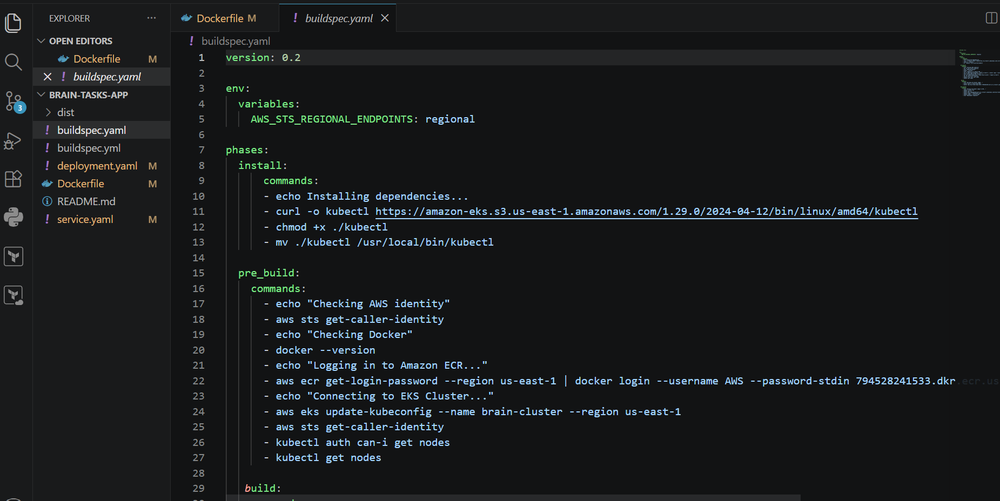 EXPLORER
OPEN EDITORS
Dockerfile M
buildspec.yaml
BRAIN-TASKS-APP
dist
buildspec.yaml
buildspec.yml
deployment.yaml M
Dockerfile M
README.md
service.yaml M
3
Dockerfile M
buildspec.yaml
buildspec.yaml
1 version: 0.2
2
3 env:
4 variables:
5 AWS_STS_REGIONAL_ENDPOINTS: regional
6
7 phases:
8 install:
9 commands:
10 - echo Installing dependencies...
11 - curl -o kubectl https://amazon-eks.s3.us-east-1.amazonaws.com/1.29.0/2024-04-12/bin/linux/amd64/kubectl
12 - chmod +x ./kubectl
13 - mv ./kubectl /usr/local/bin/kubectl
14
15 pre_build:
16 commands:
17 - echo "Checking AWS identity"
18 - aws sts get-caller-identity
19 - echo "Checking Docker"
20 - docker --version
21 - echo "Logging in to Amazon ECR..."
22 - aws ecr get-login-password --region us-east-1 | docker login --username AWS --password-stdin 794528241533.dkr.ecr.us
23 - echo "Connecting to EKS Cluster..."
24 - aws eks update-kubeconfig --name brain-cluster --region us-east-1
25 - aws sts get-caller-identity
26 - kubectl auth can-i get nodes
27 - kubectl get nodes
28
29 build: